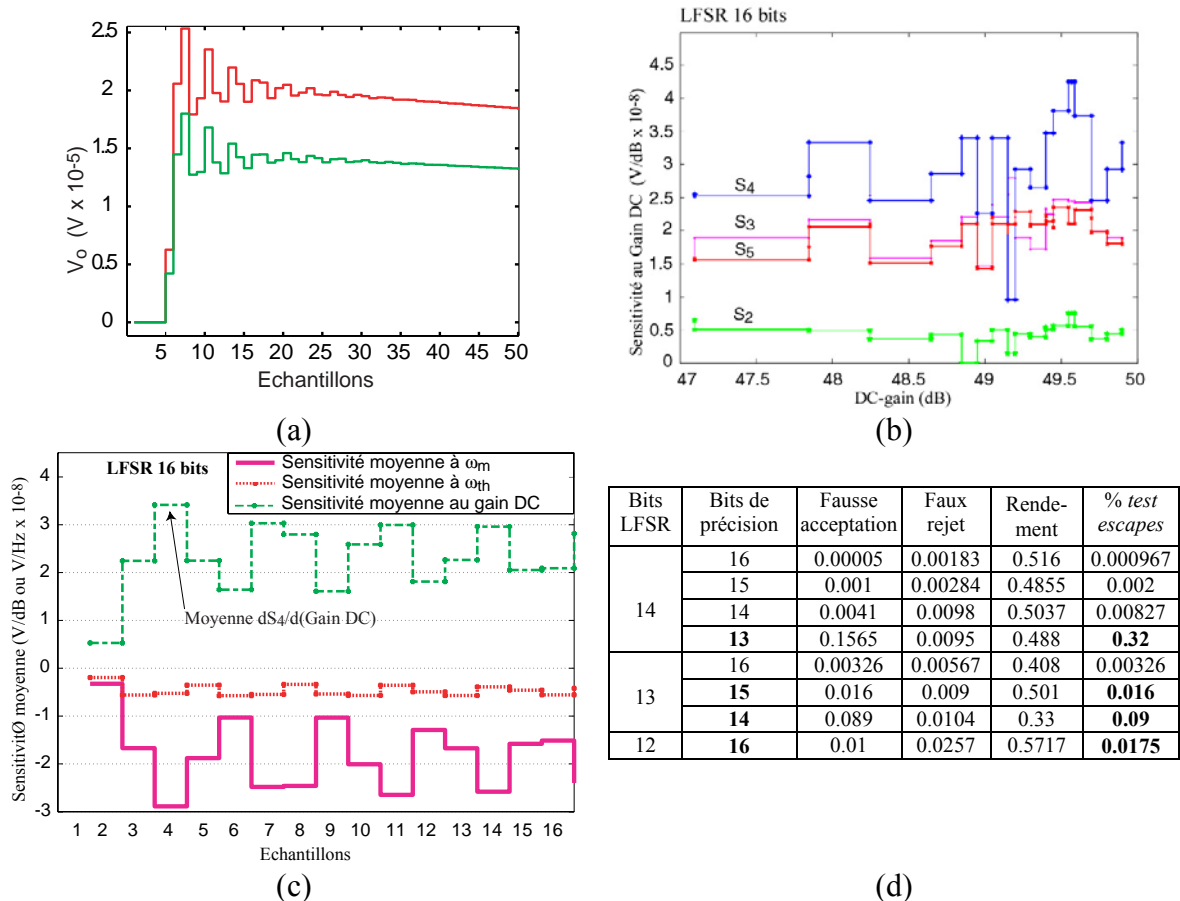 2.5
2
1.5
1
0.5
0
V₀ (V x 10-5)
5 10 15 20 25 30 35 40 45 50
Echantillons
(a)
LFSR 16 bits
4.5
4
3.5
3
2.5
2
1.5
1
0.5
0
Sensitivité au Gain DC (V/dB x 10-8)
S4
S3
S5
S2
47 47.5 48 48.5 49 49.5 50
DC-gain (dB)
(b)
LFSR 16 bits
Sensitivité moyenne à ωm
Sensitivité moyenne à ωth
Sensitivité moyenne au gain DC
4
3
2
1
0
-1
-2
-3
SensitivitØ moyenne (V/dB ou V/Hz x 10-8)
Moyenne dS4/d(Gain DC)
1 2 3 4 5 6 7 8 9 10 11 12 13 14 15 16
Echantillons
(c)
Bits LFSR | Bits de précision | Fausse acceptation | Faux rejet | Rende-ment | % test escapes
14 | 16 | 0.00005 | 0.00183 | 0.516 | 0.000967
15 | 0.001 | 0.00284 | 0.4855 | 0.002
14 | 0.0041 | 0.0098 | 0.5037 | 0.00827
13 | 0.1565 | 0.0095 | 0.488 | 0.32
13 | 16 | 0.00326 | 0.00567 | 0.408 | 0.00326
15 | 0.016 | 0.009 | 0.501 | 0.016
14 | 0.089 | 0.0104 | 0.33 | 0.09
12 | 16 | 0.01 | 0.0257 | 0.5717 | 0.0175
(d)